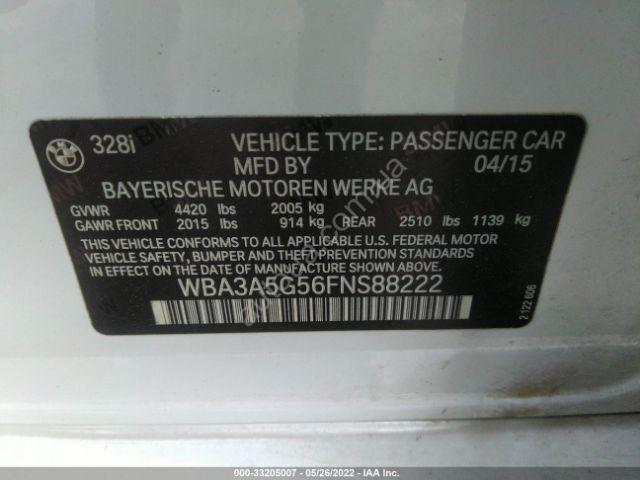 328i VEHICLE TYPE: PASSENGER CAR
MFD BY 04/15
BAYERISCHE MOTOREN WERKE AG
GVWR 4420 lbs 2005 kg
GAWR FRONT 2015 lbs 914 kg REAR 2510 lbs 1139 kg
THIS VEHICLE CONFORMS TO ALL APPLICABLE U.S. FEDERAL MOTOR
VEHICLE SAFETY, BUMPER AND THEFT PREVENTION STANDARDS
IN EFFECT ON THE DATE OF MANUFACTURE SHOWN ABOVE.
WBA3A5G56FNS88222
2 122 606
000-33205007 - 05/26/2022 - IAA Inc.